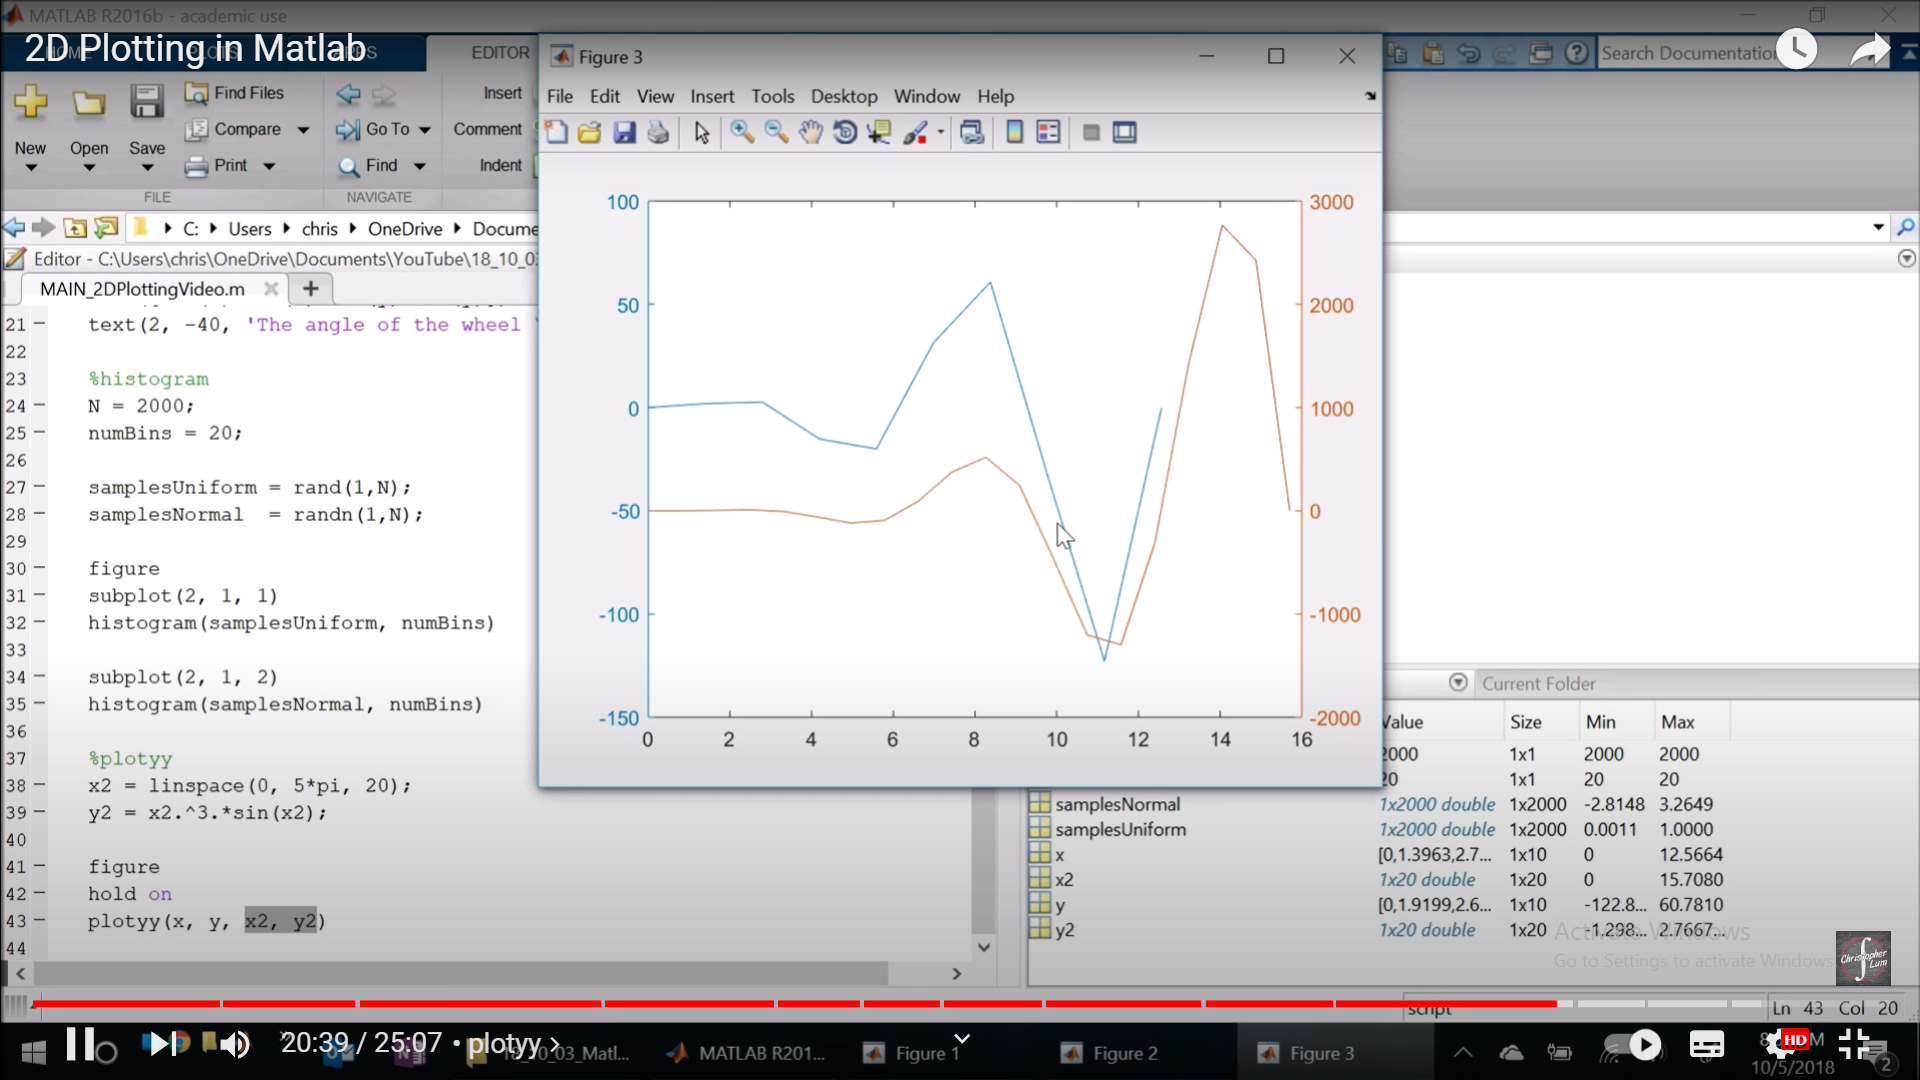 MATLAB R2016b - academic use
2D Plotting in Matlab
EDITOR
Search Documentation
New
Open
Save
Find Files
Compare
Print
Go To
Find
Insert
Comment
Indent
FILE
NAVIGATE
C: Users chris OneDrive Docume
Editor - C:\Users\chris\OneDrive\Documents\YouTube\18_10_0
MAIN_2DPlottingVideo.m
+
21 text(2, -40, 'The angle of the wheel
22
23 %histogram
24 N = 2000;
25 numBins = 20;
26
27 samplesUniform = rand(1,N);
28 samplesNormal = randn(1,N);
29
30 figure
31 subplot(2, 1, 1)
32 histogram(samplesUniform, numBins)
33
34 subplot(2, 1, 2)
35 histogram(samplesNormal, numBins)
36
37 %plotyy
38 x2 = linspace(0, 5*pi, 20);
39 y2 = x2.^3.*sin(x2);
40
41 figure
42 hold on
43 plotyy(x, y, x2, y2)
44
Figure 3
File Edit View Insert Tools Desktop Window Help
100
50
0
-50
-100
-150
3000
2000
1000
0
-1000
-2000
0 2 4 6 8 10 12 14 16
Current Folder
Value Size Min Max
2000 1x1 2000 2000
20 1x1 20 20
samplesNormal 1x2000 double 1x2000 -2.8148 3.2649
samplesUniform 1x2000 double 1x2000 0.0011 1.0000
x [0,1.3963,2.7... 1x10 0 12.5664
x2 1x20 double 1x20 0 15.7080
y [0,1.9199,2.6... 1x10 -122.8... 60.7810
y2 1x20 double 1x20 -1.298... 2.7667...
Activate Windows
Go to Settings to activate Windows
Christopher
Lum
script
Ln 43 Col 20
20:39 / 25:07 • plotyy
MATLAB R201...
Figure 1
Figure 2
Figure 3
HD
10/5/2018
2